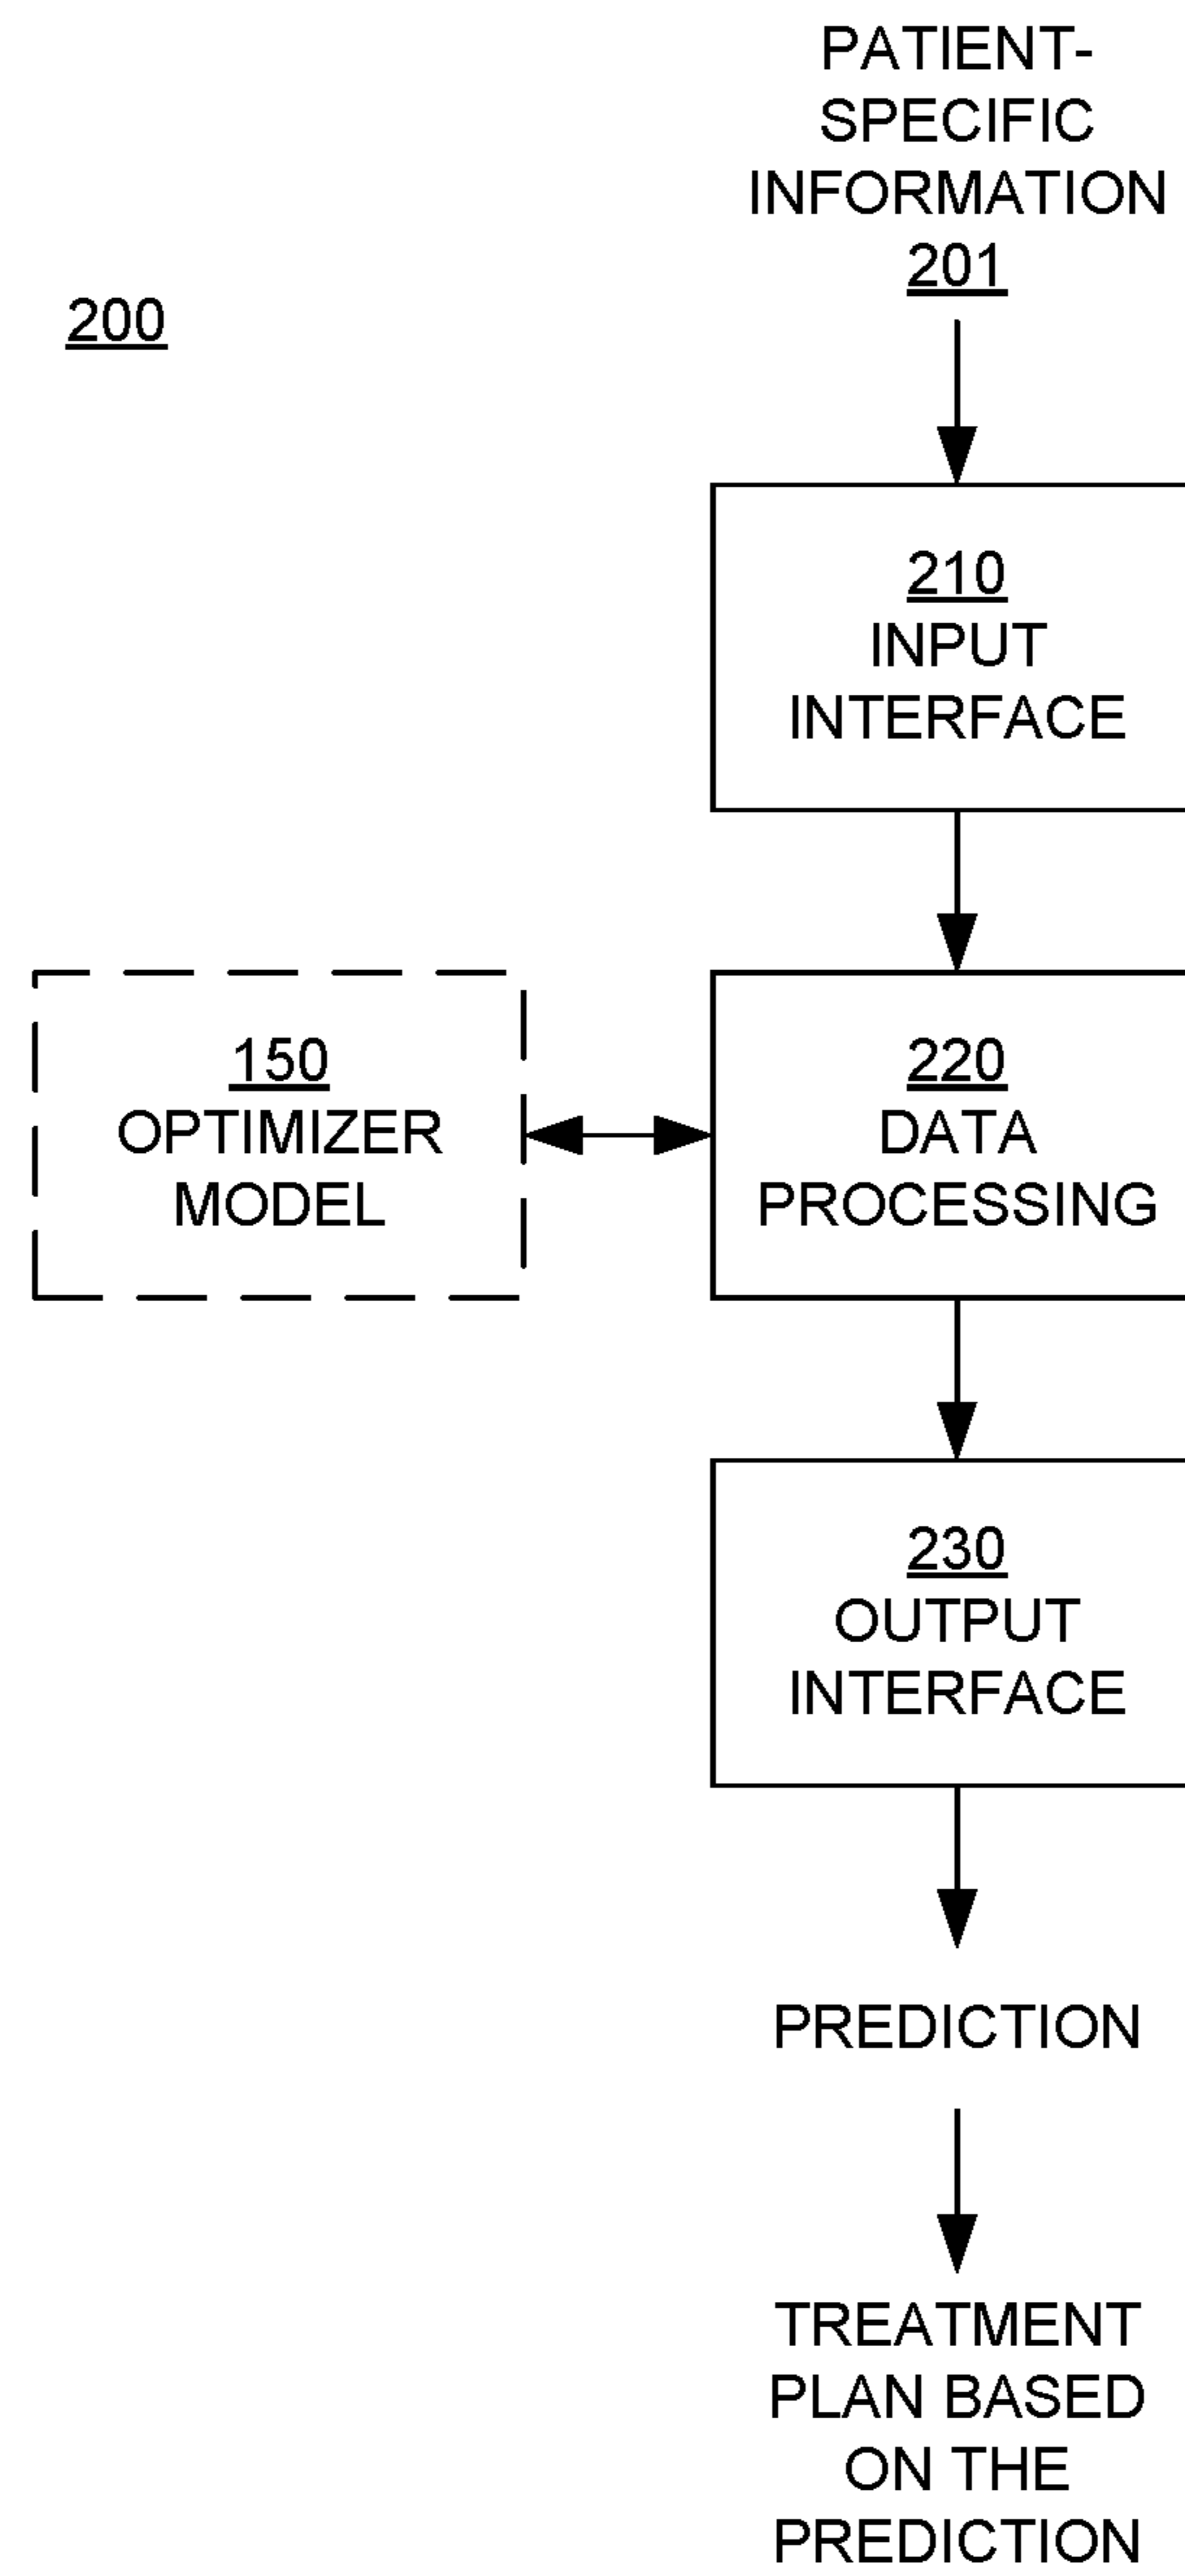 PATIENT-
SPECIFIC
INFORMATION
201
200
210
INPUT
INTERFACE
150
OPTIMIZER
MODEL
220
DATA
PROCESSING
230
OUTPUT
INTERFACE
PREDICTION
TREATMENT
PLAN BASED
ON THE
PREDICTION